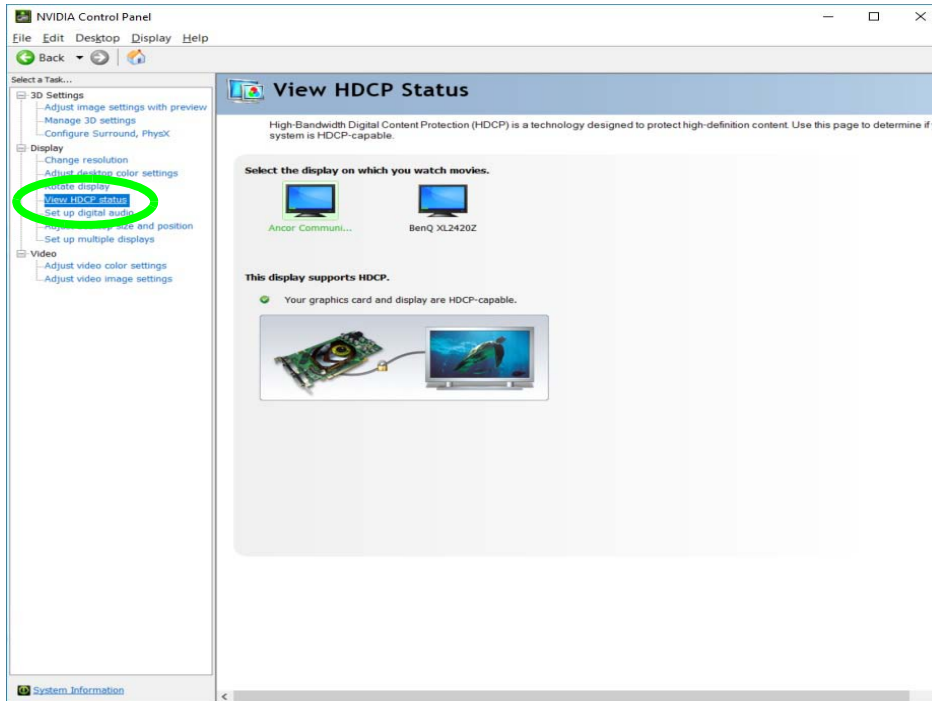 NVIDIA Control Panel
File Edit Desktop Display Help
Back
Select a Task...
3D Settings
Adjust image settings with preview
Manage 3D settings
Configure Surround, PhysX
Display
Change resolution
Adjust desktop color settings
Rotate display
View HDCP status
Set up digital audio
Adjust desktop size and position
Set up multiple displays
Video
Adjust video color settings
Adjust video image settings
System Information
View HDCP Status
High-Bandwidth Digital Content Protection (HDCP) is a technology designed to protect high-definition content. Use this page to determine if
system is HDCP-capable.
Select the display on which you watch movies.
Ancor Communi... BenQ XL2420Z
This display supports HDCP.
Your graphics card and display are HDCP-capable.